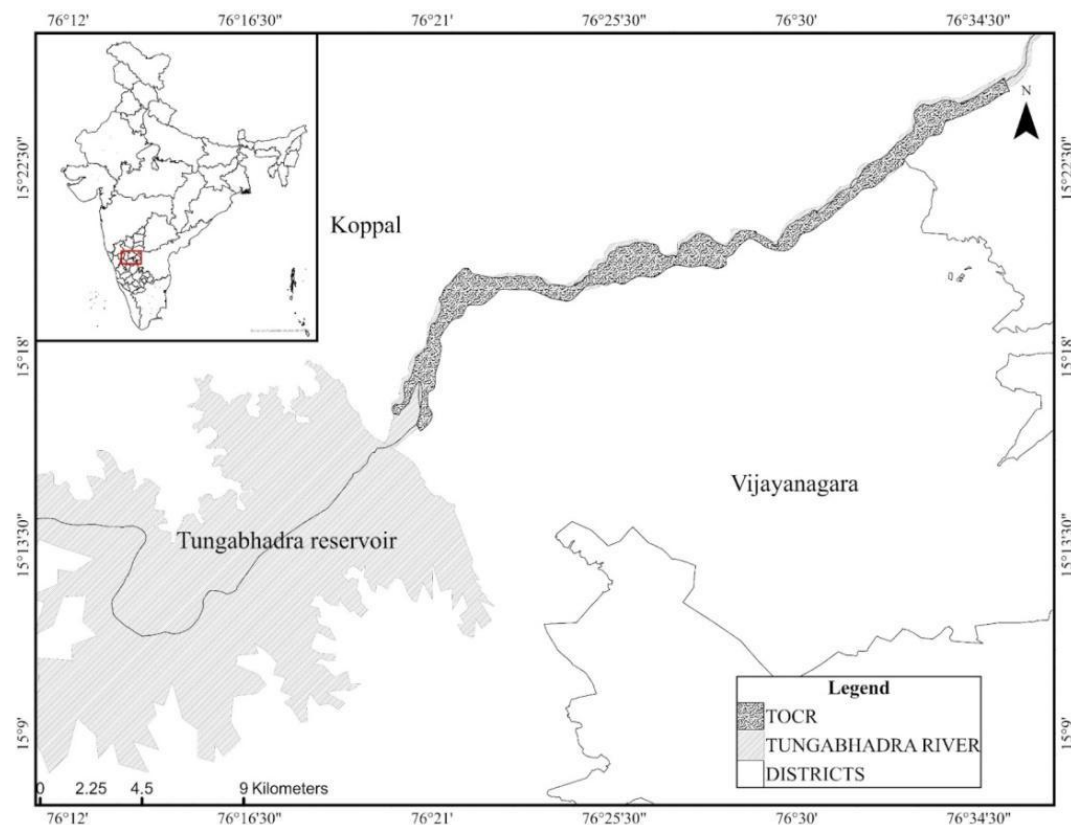 76°12' 76°16'30" 76°21' 76°25'30" 76°30' 76°34'30"
15°22'30" 15°22'30"
N
Koppal
15°18' 15°18'
Vijayanagara
15°13'30" 15°13'30"
Tungabhadra reservoir
Legend
TOCR
TUNGABHADRA RIVER
DISTRICTS
15°9' 15°9'
0 2.25 4.5 9 Kilometers
76°12' 76°16'30" 76°21' 76°25'30" 76°30' 76°34'30"